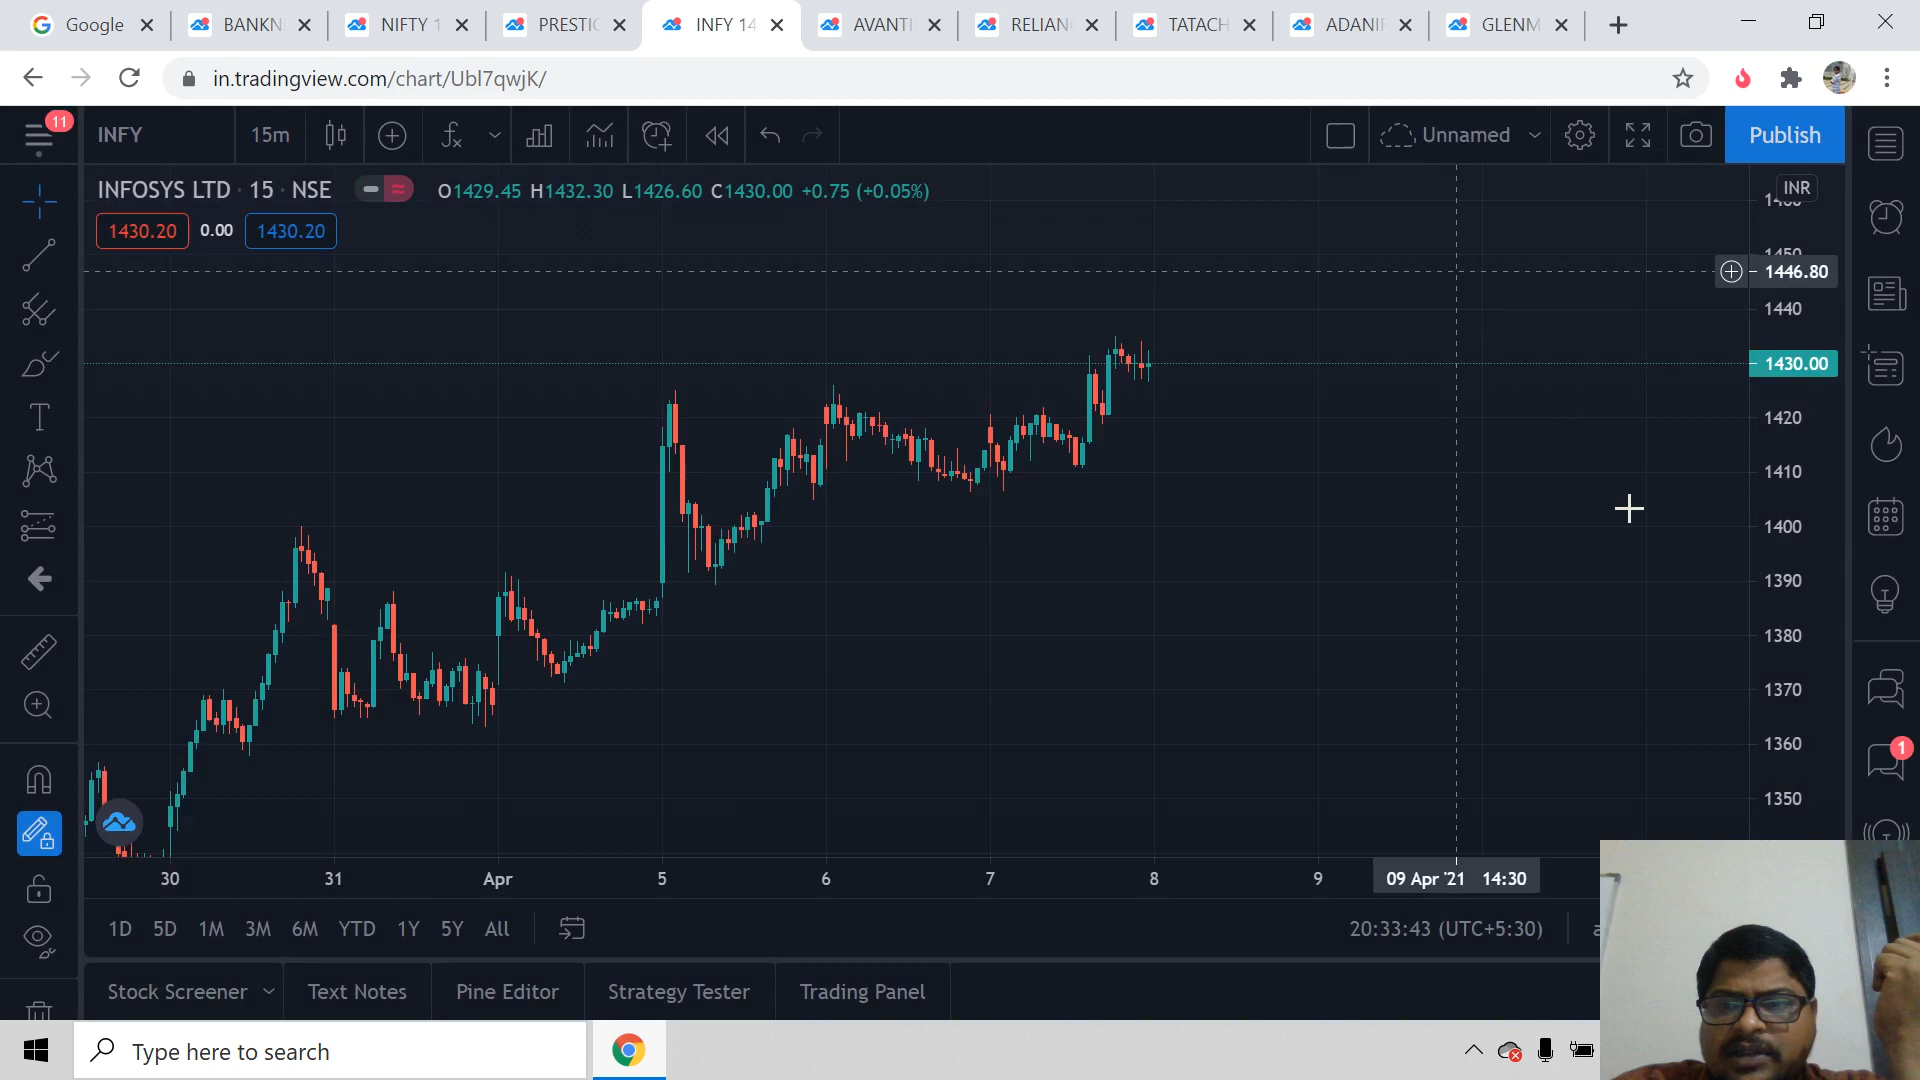 Google
BANKN
NIFTY 1
PRESTIG
INFY 14
AVANTI
RELIAN
TATACH
ADANIP
GLENM
in.tradingview.com/chart/Ubl7qwjK/
11
INFY
15m
Unnamed
Publish
INFOSYS LTD · 15 · NSE
O1429.45 H1432.30 L1426.60 C1430.00 +0.75 (+0.05%)
1430.20 0.00 1430.20
INR
1446.80
1440
1430.00
1420
1410
1400
1390
1380
1370
1360
1350
1
30 31 Apr 5 6 7 8 9 09 Apr '21 14:30
1D 5D 1M 3M 6M YTD 1Y 5Y All
20:33:43 (UTC+5:30)
Stock Screener
Text Notes
Pine Editor
Strategy Tester
Trading Panel
Type here to search